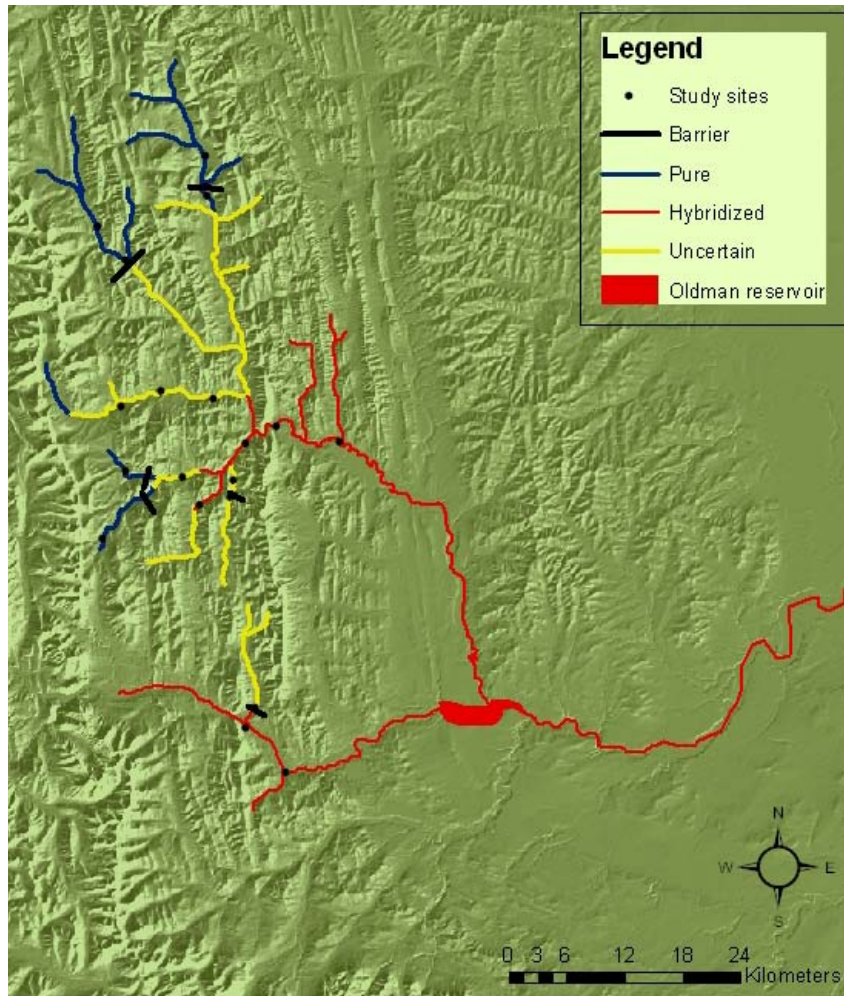 Legend
Study sites
Barrier
Pure
Hybridized
Uncertain
Oldman reservoir
N
W E
S
0 3 6 12 18 24
Kilometers